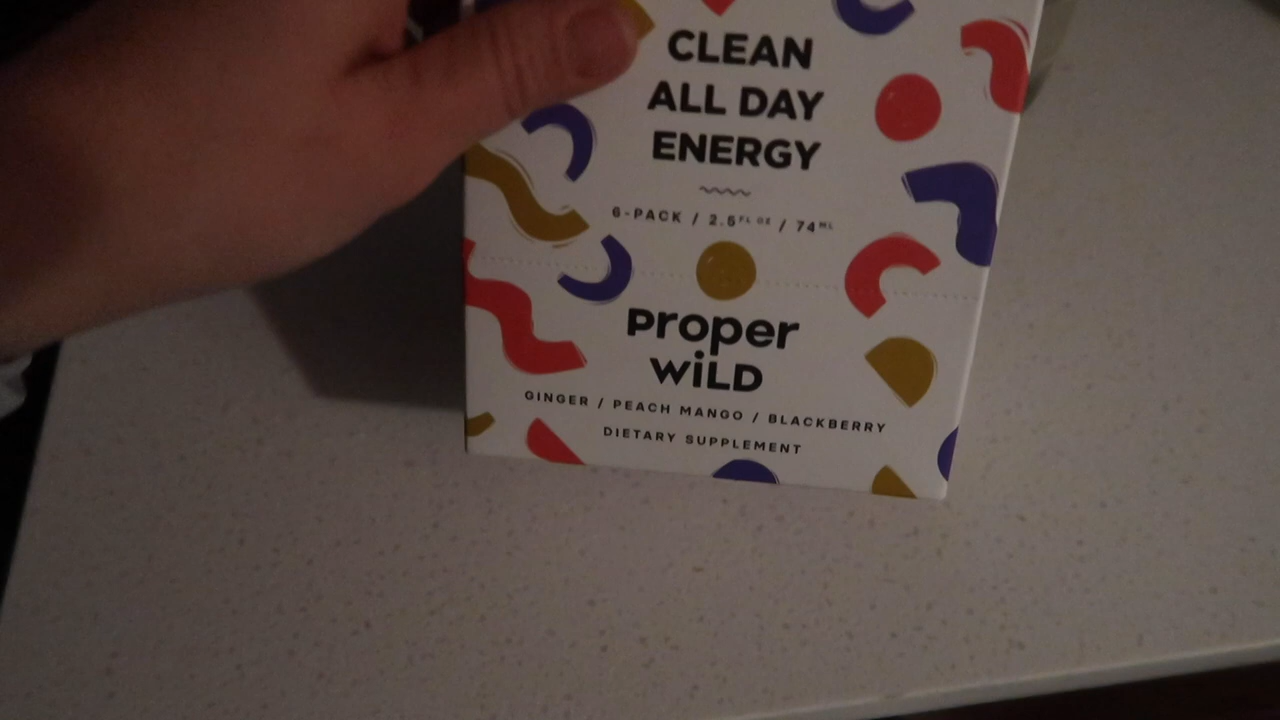 CLEAN
ALL DAY
ENERGY
6-PACK / 2.5 FL OZ / 74 ML
proper
wild
GINGER / PEACH MANGO / BLACKBERRY
DIETARY SUPPLEMENT